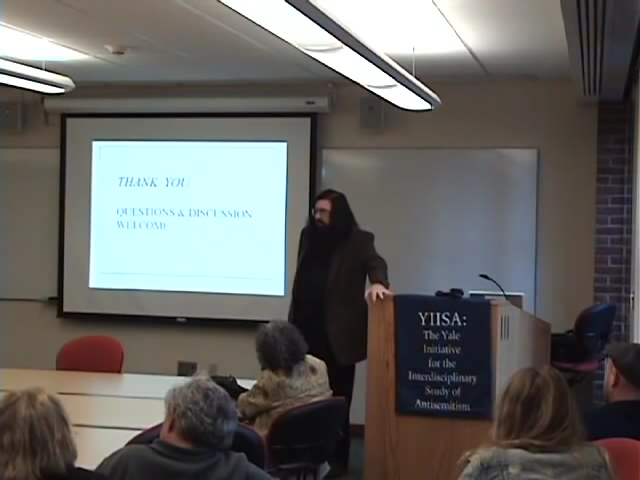 THANK YOU
QUESTIONS & DISCUSSION
WELCOME
YIISA:
The Yale
Initiative
for the
Interdisciplinary
Study of
Antisemitism